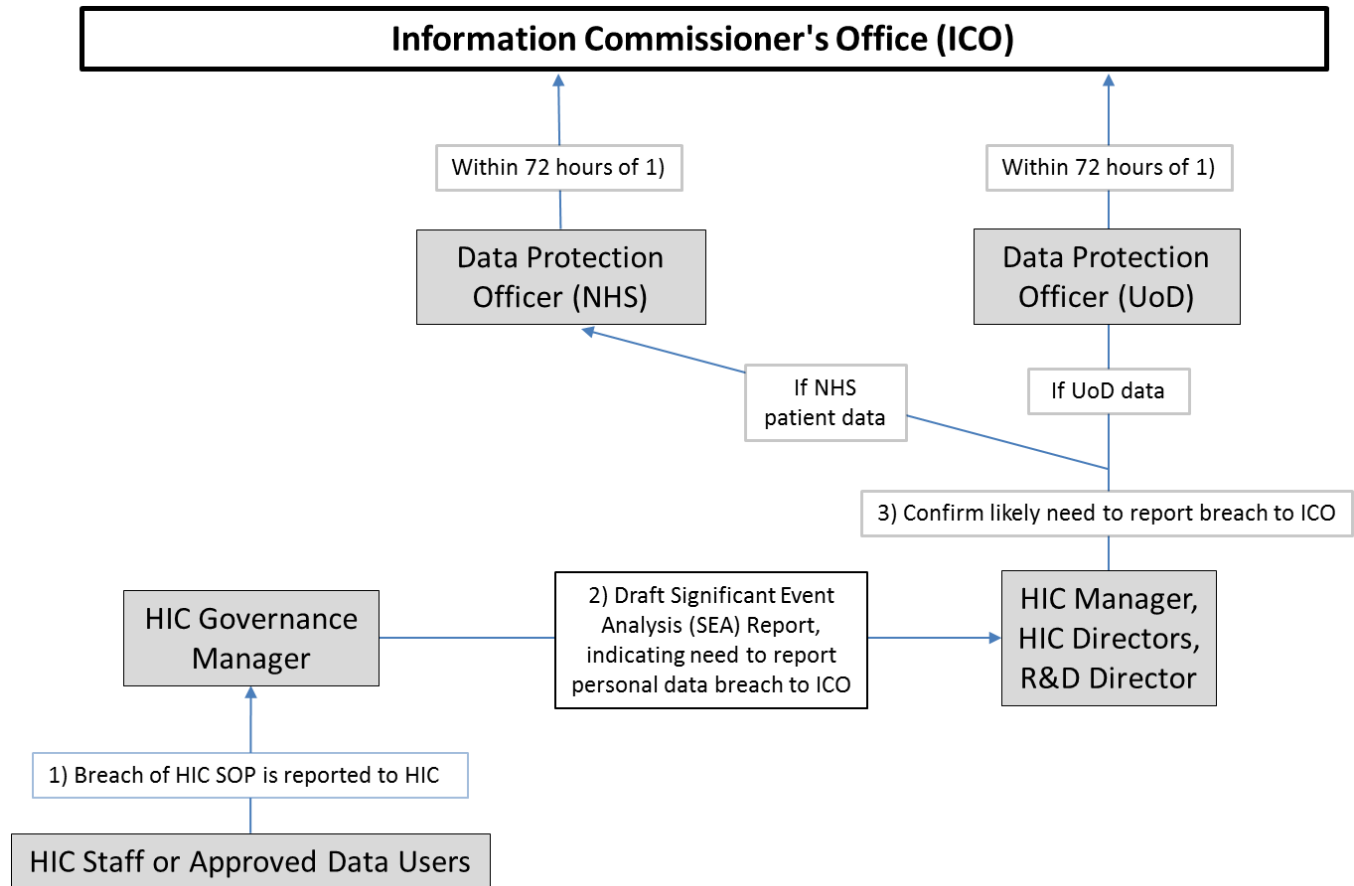 Information Commissioner's Office (ICO)
Within 72 hours of 1)
Within 72 hours of 1)
Data Protection
Officer (NHS)
Data Protection
Officer (UoD)
If NHS
patient data
If UoD data
3) Confirm likely need to report breach to ICO
HIC Governance
Manager
2) Draft Significant Event
Analysis (SEA) Report,
indicating need to report
personal data breach to ICO
HIC Manager,
HIC Directors,
R&D Director
1) Breach of HIC SOP is reported to HIC
HIC Staff or Approved Data Users